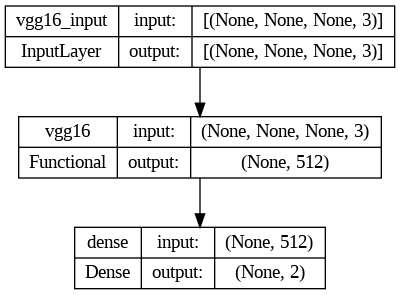 vgg16_input input: [(None, None, None, 3)]
InputLayer output: [(None, None, None, 3)]
vgg16 input: (None, None, None, 3)
Functional output: (None, 512)
dense input: (None, 512)
Dense output: (None, 2)